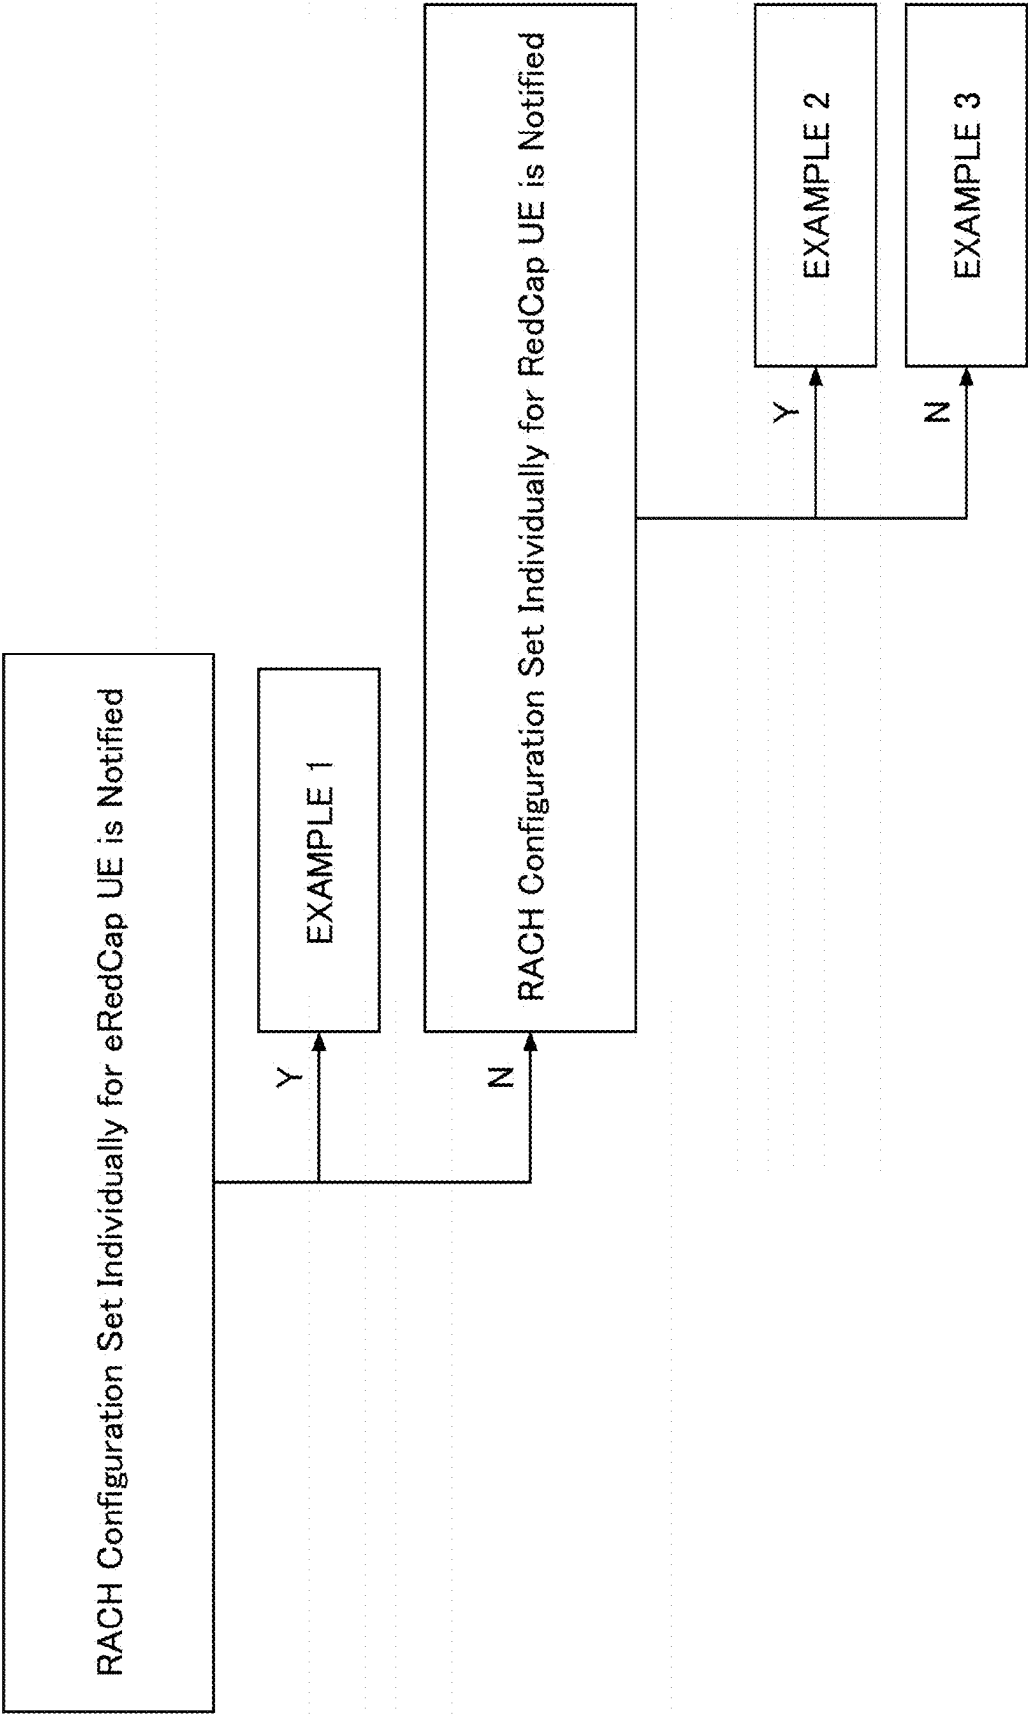 RACH Configuration Set Individually for eRedCap UE is Notified
Y
EXAMPLE 1
N
RACH Configuration Set Individually for RedCap UE is Notified
Y
EXAMPLE 2
N
EXAMPLE 3